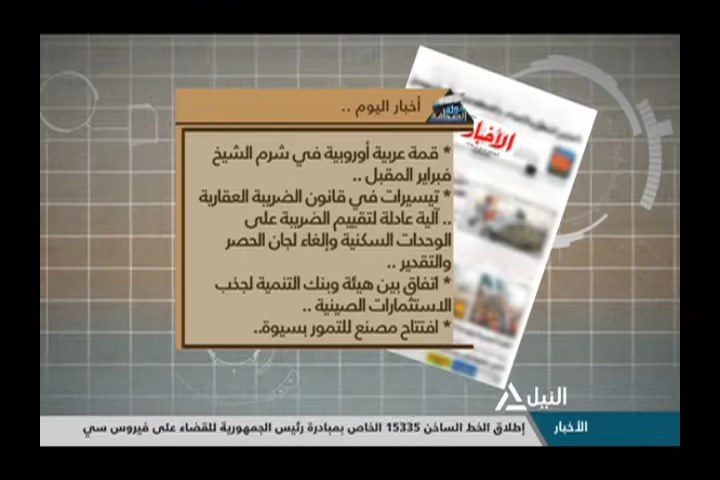 أخبار اليوم ..
الصحافة
الأخبار
* قمة عربية أوروبية في شرم الشيخ
فبراير المقبل ..
* تيسيرات في قانون الضريبة العقارية
.. آلية عادلة لتقييم الضريبة على
الوحدات السكنية وإلغاء لجان الحصر
والتقدير ..
* اتفاق بين هيئة وبنك التنمية لجذب
الاستثمارات الصينية ..
* افتتاح مصنع للتمور بسيوة..
النيل
الأخبار
إطلاق الخط الساخن 15335 الخاص بمبادرة رئيس الجمهورية للقضاء على فيروس سي